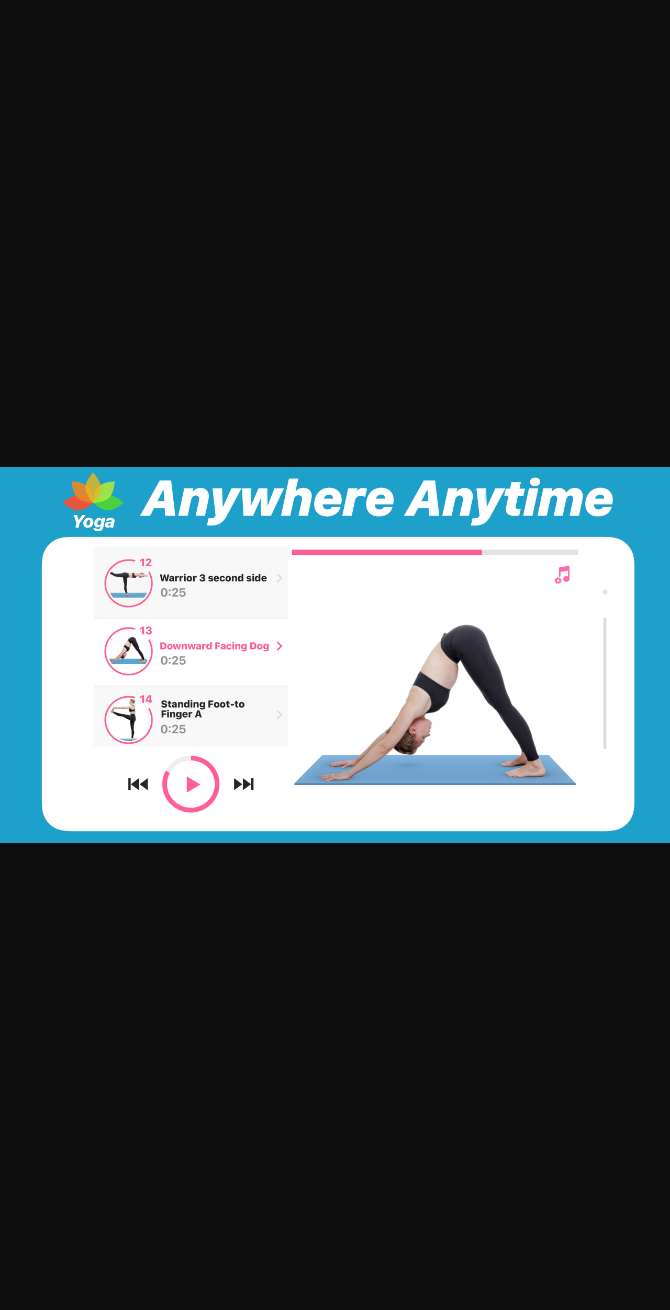 Anywhere Anytime
Yoga
12
Warrior 3 second side
0:25
13
Downward Facing Dog
0:25
14
Standing Foot-to
Finger A
0:25